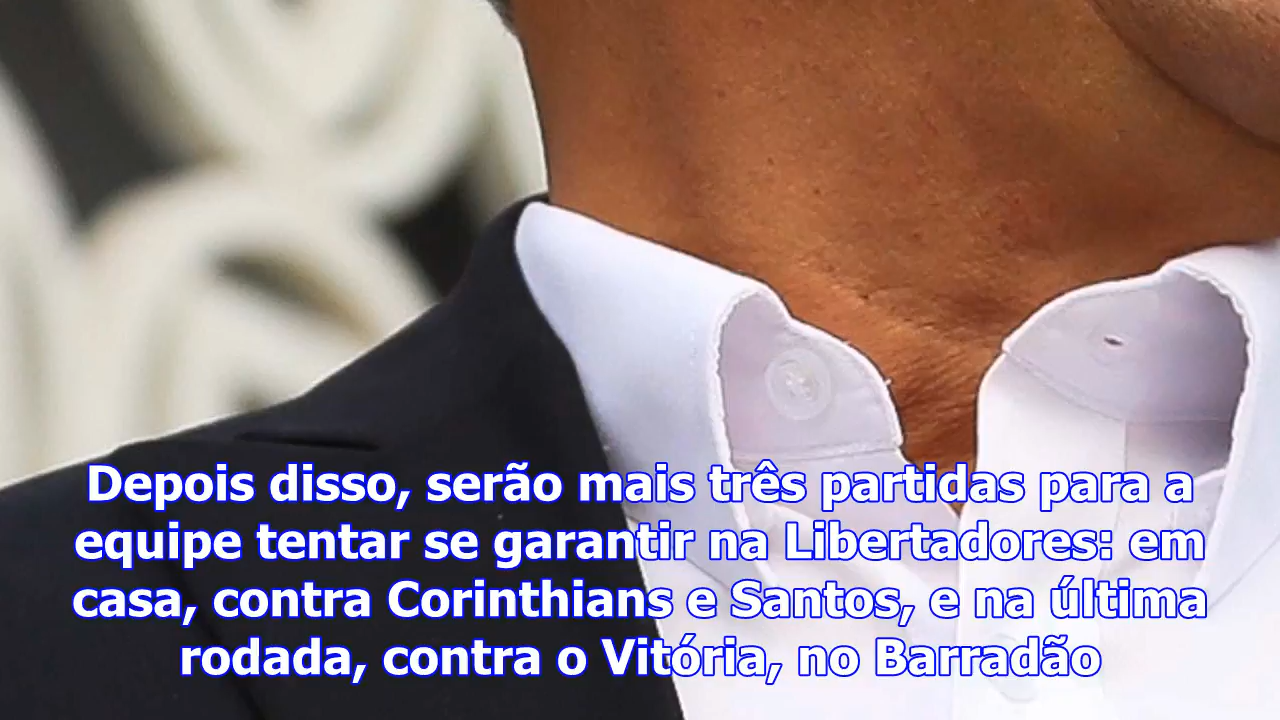 Depois disso, serão mais três partidas para a
equipe tentar se garantir na Libertadores: em
casa, contra Corinthians e Santos, e na última
rodada, contra o Vitória, no Barradão